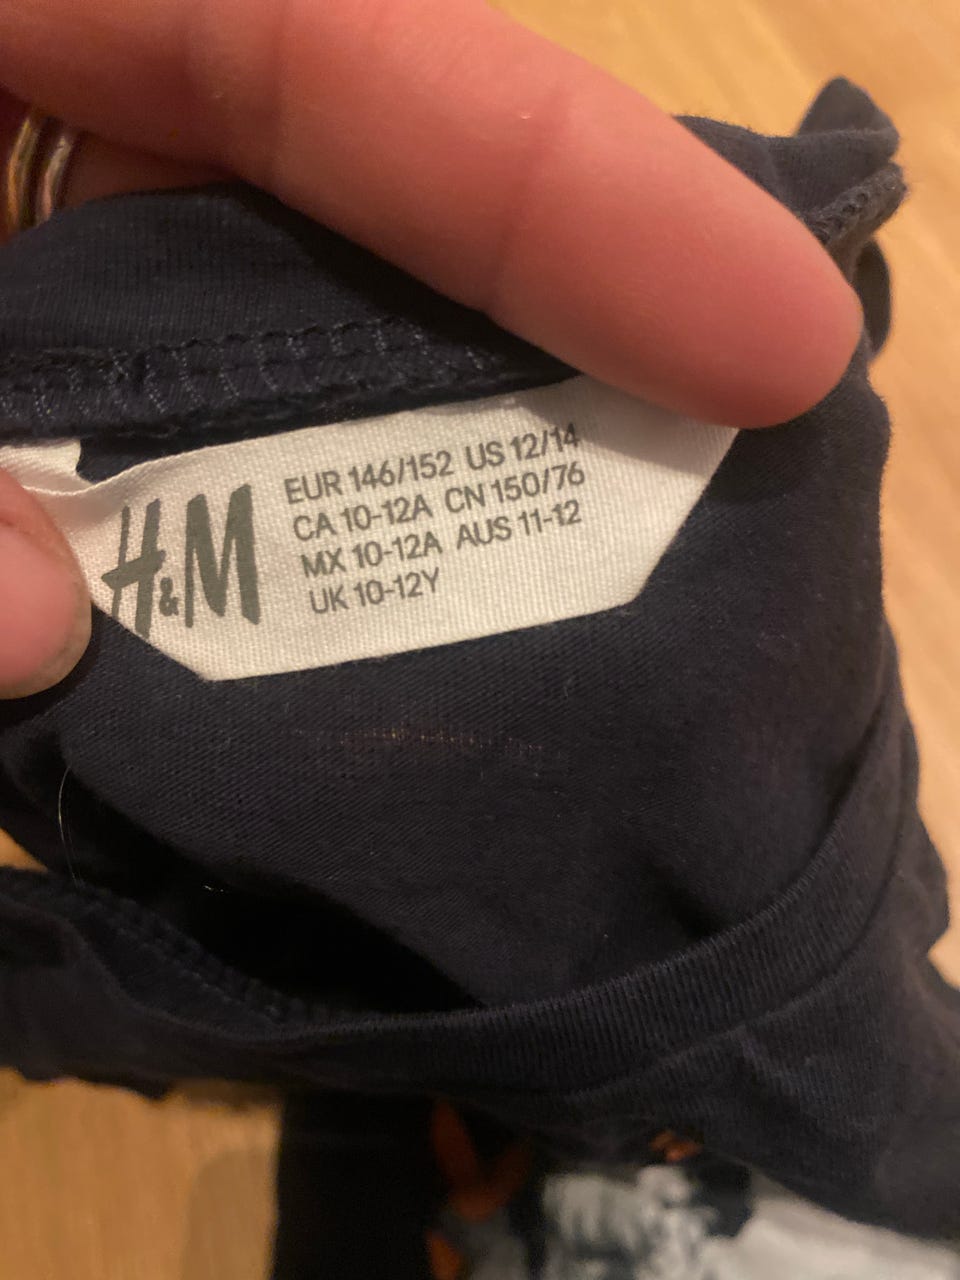 H&M
EUR 146/152 US 12/14
CA 10-12A CN 150/76
MX 10-12A AUS 11-12
UK 10-12Y